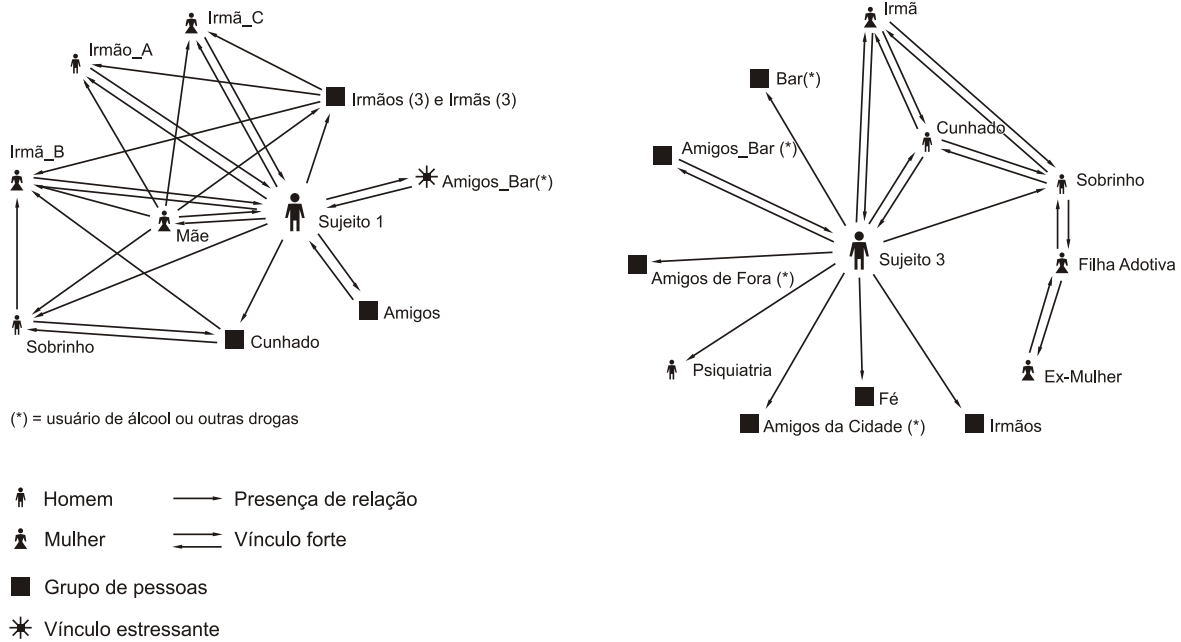 Irmã_C
Irmão_A
Irmãos (3) e Irmãs (3)
Irmã_B
Amigos_Bar(*)
Sujeito 1
Mãe
Amigos
Sobrinho
Cunhado
(*) = usuário de álcool ou outras drogas
Irmã
Bar(*)
Cunhado
Amigos_Bar (*)
Sobrinho
Sujeito 3
Filha Adotiva
Amigos de Fora (*)
Psiquiatria
Ex-Mulher
Fé
Amigos da Cidade (*)
Irmãos
Homem
Presença de relação
Mulher
Vínculo forte
Grupo de pessoas
Vínculo estressante